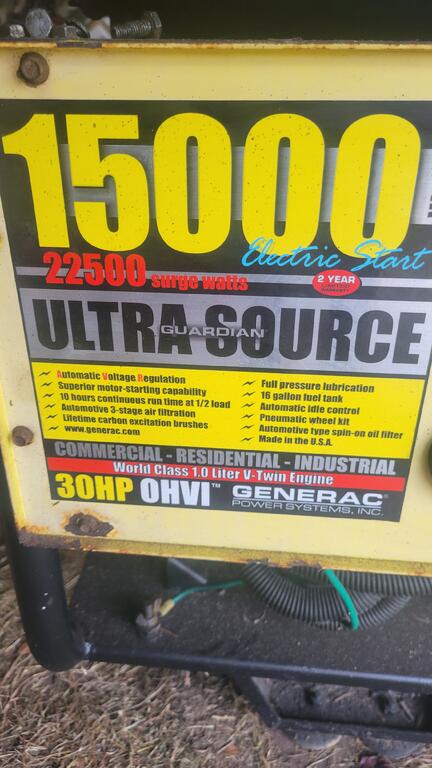 15000
Electric Start
22500 surge watts
2 YEAR
LIMITED
WARRANTY
ULTRA SOURCE
GUARDIAN
Automatic Voltage Regulation
Superior motor-starting capability
10 hours continuous run time at 1/2 load
Automotive 3-stage air filtration
Lifetime carbon excitation brushes
www.generac.com
Full pressure lubrication
16 gallon fuel tank
Automatic idle control
Pneumatic wheel kit
Automotive type spin-on oil filter
Made in the U.S.A.
COMMERCIAL - RESIDENTIAL - INDUSTRIAL
World Class 1.0 Liter V-Twin Engine
30HP OHVI™ GENERAC®
POWER SYSTEMS, INC.